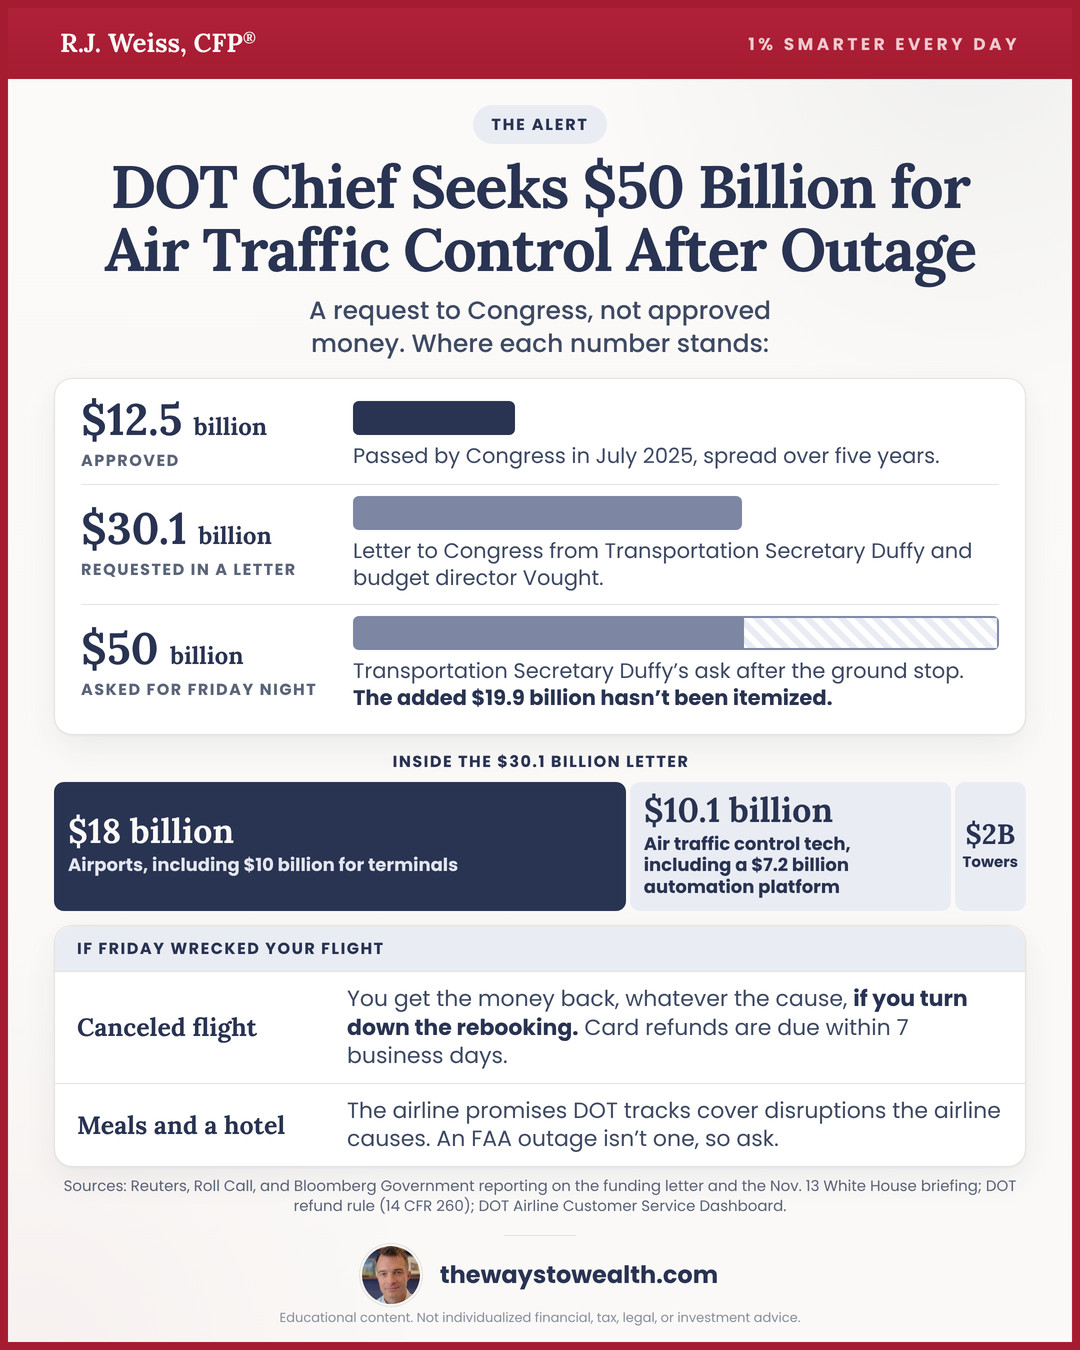 R.J. Weiss, CFP®
1% SMARTER EVERY DAY
THE ALERT
DOT Chief Seeks $50 Billion for
Air Traffic Control After Outage
A request to Congress, not approved
money. Where each number stands:
$12.5 billion
APPROVED
Passed by Congress in July 2025, spread over five years.
$30.1 billion
REQUESTED IN A LETTER
Letter to Congress from Transportation Secretary Duffy and
budget director Vought.
$50 billion
ASKED FOR FRIDAY NIGHT
Transportation Secretary Duffy’s ask after the ground stop.
The added $19.9 billion hasn’t been itemized.
INSIDE THE $30.1 BILLION LETTER
$18 billion
Airports, including $10 billion for terminals
$10.1 billion
Air traffic control tech,
including a $7.2 billion
automation platform
$2B
Towers
IF FRIDAY WRECKED YOUR FLIGHT
Canceled flight
You get the money back, whatever the cause, if you turn
down the rebooking. Card refunds are due within 7
business days.
Meals and a hotel
The airline promises DOT tracks cover disruptions the airline
causes. An FAA outage isn’t one, so ask.
Sources: Reuters, Roll Call, and Bloomberg Government reporting on the funding letter and the Nov. 13 White House briefing; DOT
refund rule (14 CFR 260); DOT Airline Customer Service Dashboard.
thewaystowealth.com
Educational content. Not individualized financial, tax, legal, or investment advice.